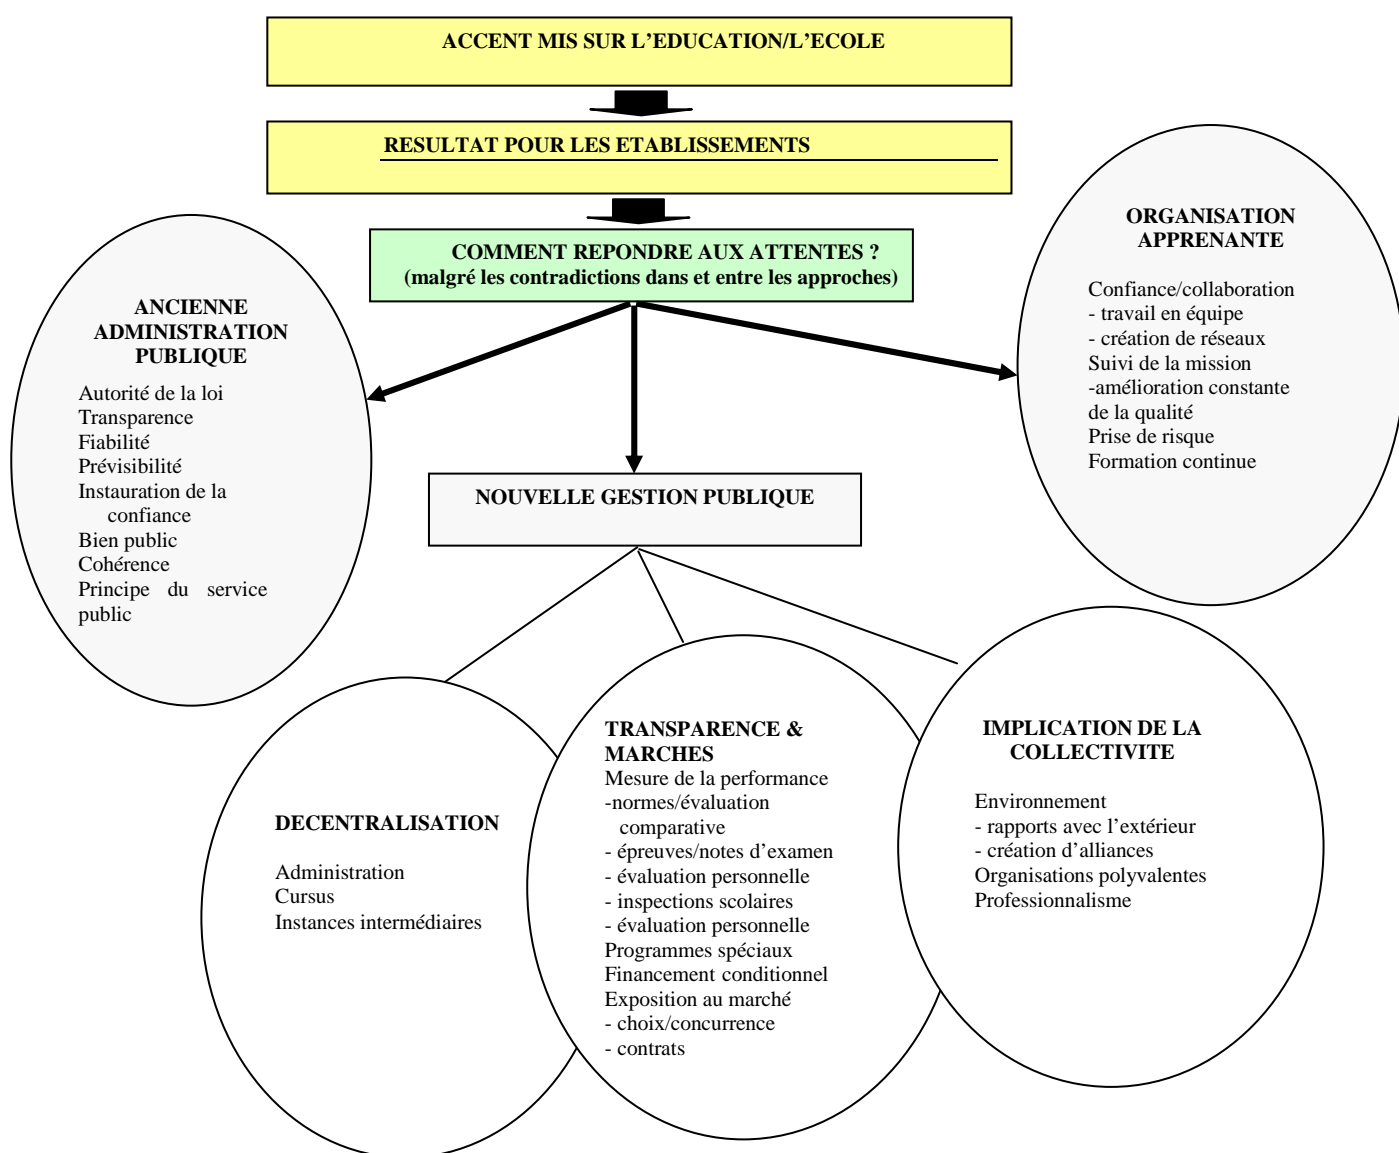 ACCENT MIS SUR L’EDUCATION/L’ECOLE
RESULTAT POUR LES ETABLISSEMENTS
COMMENT REPONDRE AUX ATTENTES ?
(malgré les contradictions dans et entre les approches)
ANCIENNE
ADMINISTRATION
PUBLIQUE
Autorité de la loi
Transparence
Fiabilité
Prévisibilité
Instauration de la
confiance
Bien public
Cohérence
Principe du service
public
NOUVELLE GESTION PUBLIQUE
ORGANISATION
APPRENANTE
Confiance/collaboration
- travail en équipe
- création de réseaux
Suivi de la mission
-amélioration constante
de la qualité
Prise de risque
Formation continue
DECENTRALISATION
Administration
Cursus
Instances intermédiaires
TRANSPARENCE &
MARCHES
Mesure de la performance
-normes/évaluation
comparative
- épreuves/notes d’examen
- évaluation personnelle
- inspections scolaires
- évaluation personnelle
Programmes spéciaux
Financement conditionnel
Exposition au marché
- choix/concurrence
- contrats
IMPLICATION DE LA
COLLECTIVITE
Environnement
- rapports avec l’extérieur
- création d’alliances
Organisations polyvalentes
Professionnalisme